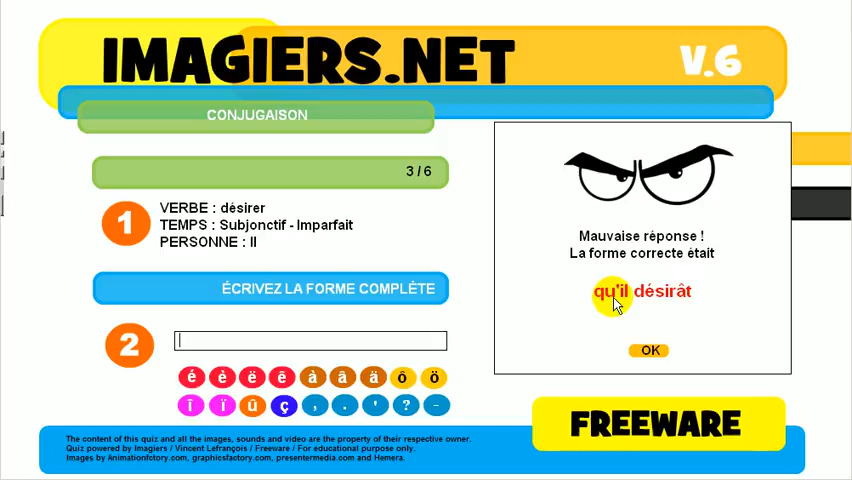 IMAGIERS.NET
V.6
CONJUGAISON
3 / 6
1
VERBE : désirer
TEMPS : Subjonctif - Imparfait
PERSONNE : Il
ÉCRIVEZ LA FORME COMPLÈTE
2
é è ë ê à â ä ô ö
î ï û ç , . ' ? -
Mauvaise réponse !
La forme correcte était
qu'il désirât
OK
FREEWARE
The content of this quiz and all the images, sounds and video are the property of their respective owner.
Quiz powered by Imagiers / Vincent Lefrançois / Freeware / For educational purpose only.
Images by Animationfctory.com, graphicsfactory.com, presentermedia.com and Hemera.